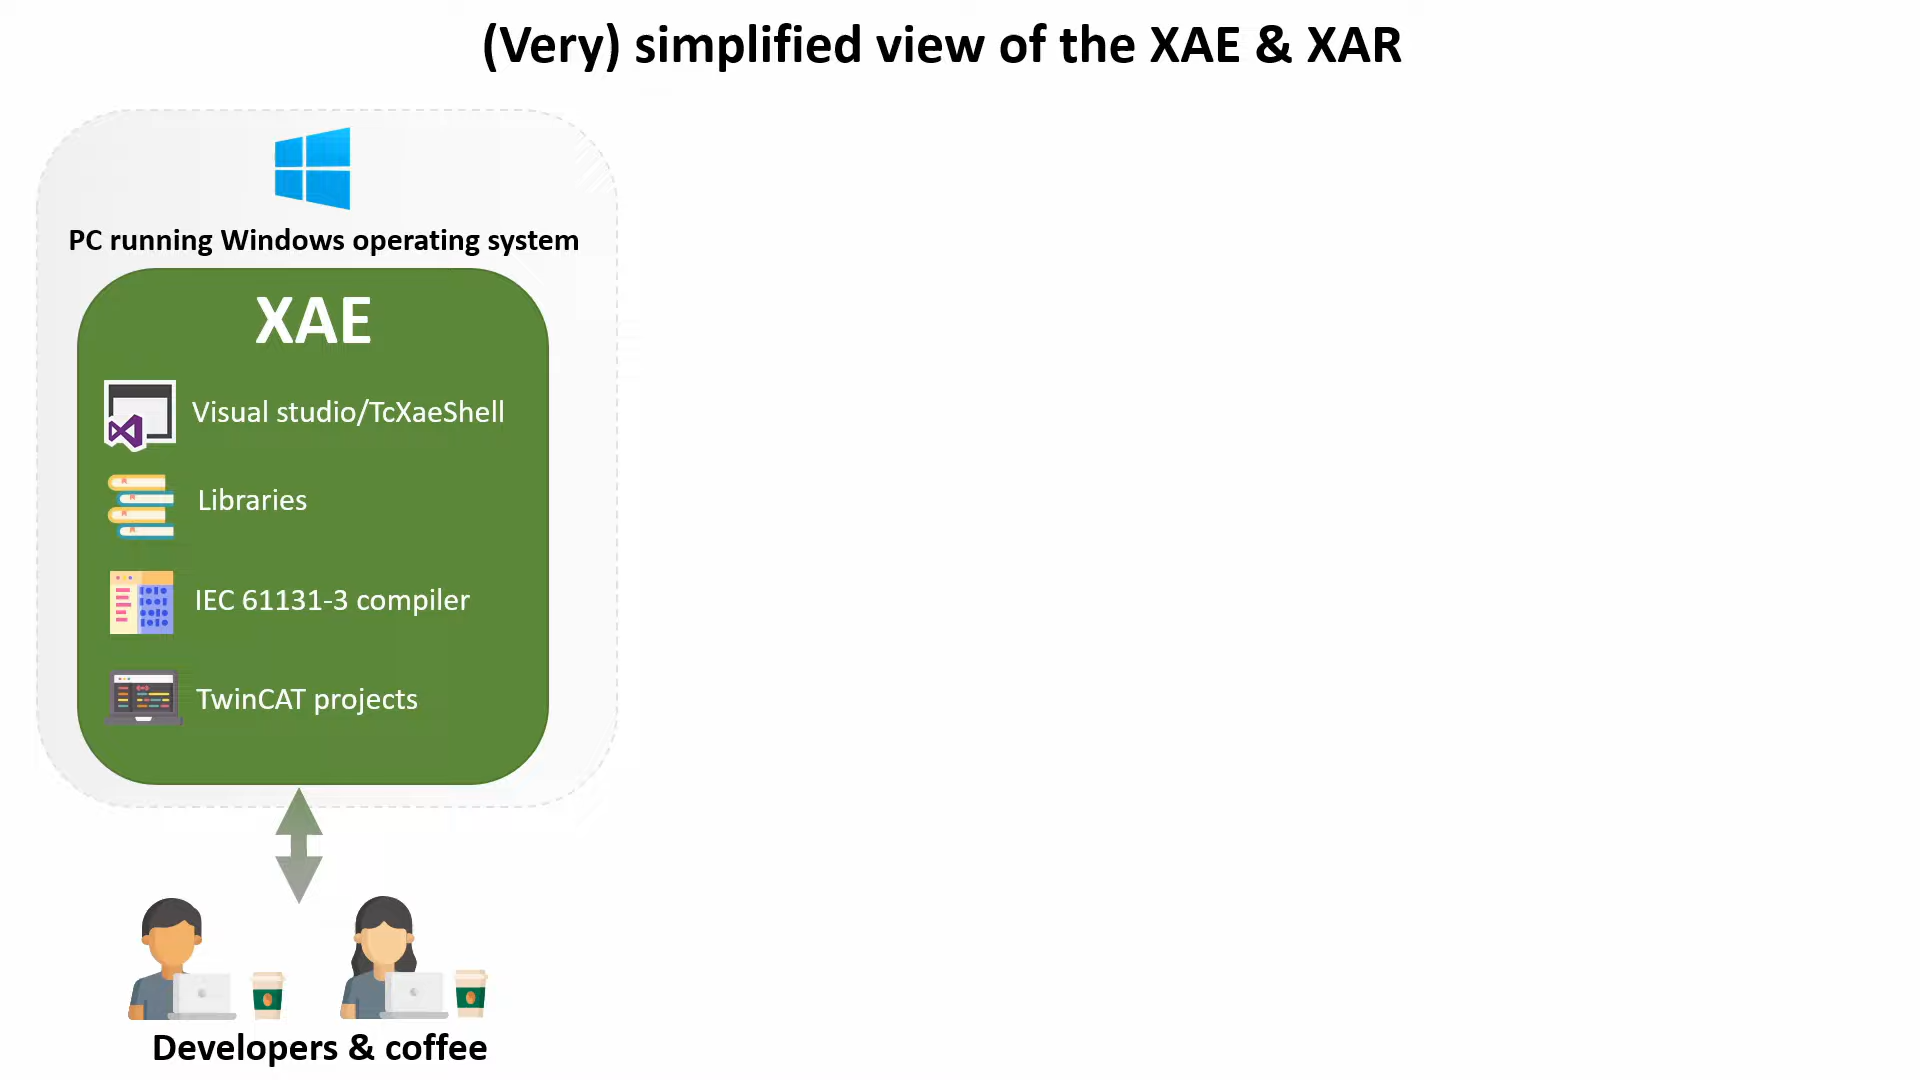 (Very) simplified view of the XAE & XAR
PC running Windows operating system
XAE
Visual studio/TcXaeShell
Libraries
IEC 61131-3 compiler
TwinCAT projects
Developers & coffee